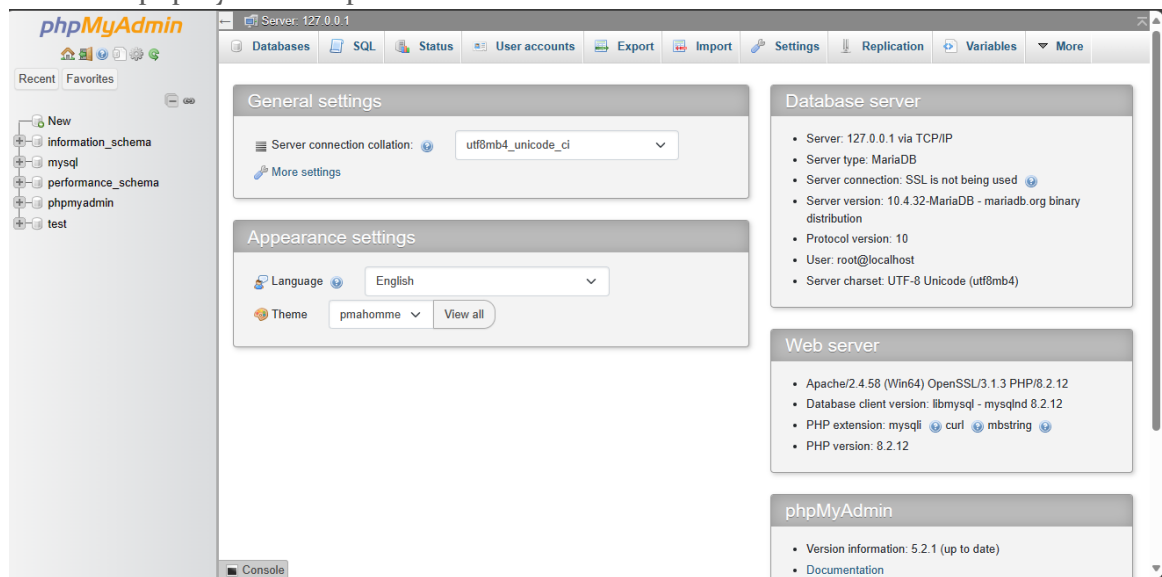 phpMyAdmin
Recent Favorites
New
information_schema
mysql
performance_schema
phpmyadmin
test
Server: 127.0.0.1
Databases SQL Status User accounts Export Import Settings Replication Variables More
General settings
Server connection collation: utf8mb4_unicode_ci
More settings
Appearance settings
Language English
Theme pmahomme View all
Database server
Server: 127.0.0.1 via TCP/IP
Server type: MariaDB
Server connection: SSL is not being used
Server version: 10.4.32-MariaDB - mariadb.org binary
distribution
Protocol version: 10
User: root@localhost
Server charset: UTF-8 Unicode (utf8mb4)
Web server
Apache/2.4.58 (Win64) OpenSSL/3.1.3 PHP/8.2.12
Database client version: libmysql - mysqlnd 8.2.12
PHP extension: mysqli curl mbstring
PHP version: 8.2.12
phpMyAdmin
Version information: 5.2.1 (up to date)
Documentation
Console